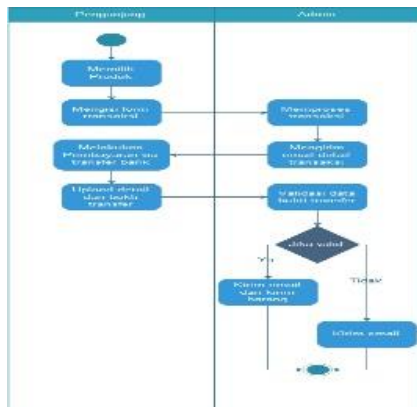 Pengunjung
Admin
Memilih
Produk
Mengisi form
transaksi
Memproses
transaksi
Melakukan
Pembayaran via
transfer bank
Mengirim
email detail
transaksi
Upload detail
dan bukti
transfer
Validasi data
bukti transfer
Jika valid
Ya
Tidak
Kirim email
dan kirim
barang
Kirim email